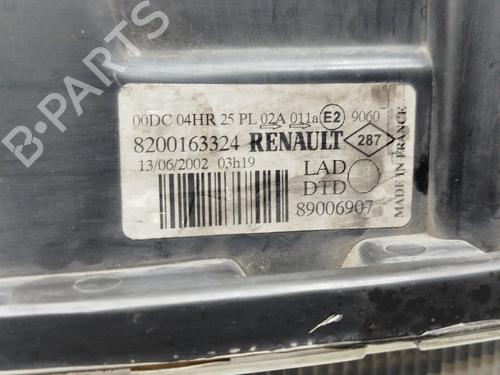 B-PARTS
00DC 04HR 25 PL 02A 011a E2 9060
8200163324 RENAULT 287
13/06/2002 03h19
LAD
DTD
89006907
MADE IN FRANCE